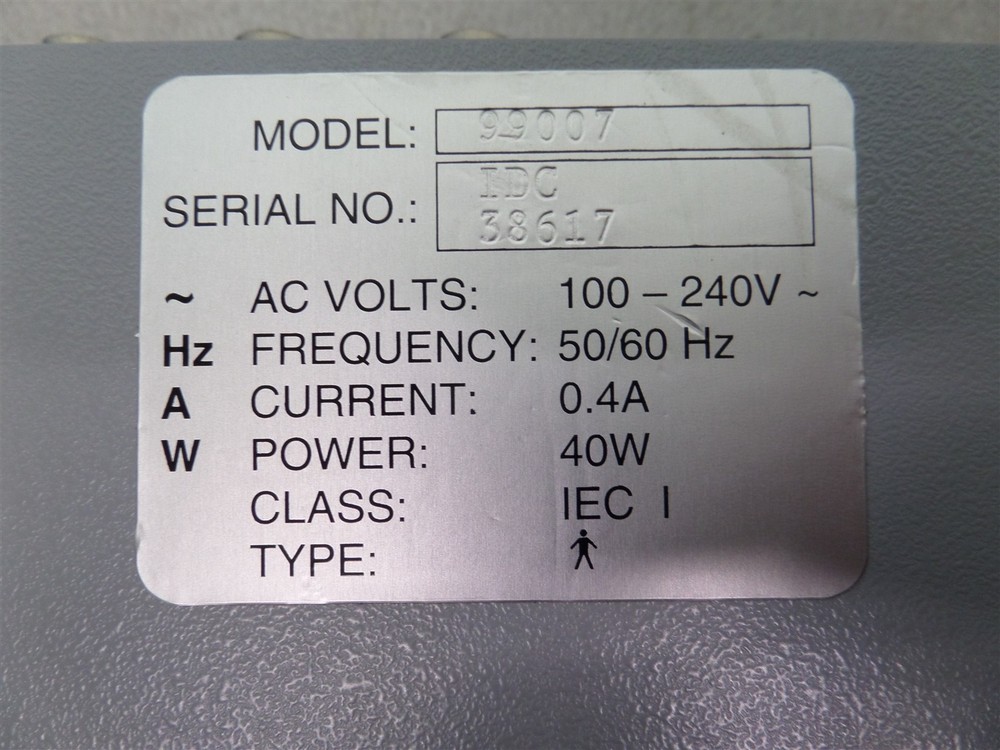 MODEL: 99007
SERIAL NO.: IDC
38617
~ AC VOLTS: 100 – 240V ~
Hz FREQUENCY: 50/60 Hz
A CURRENT: 0.4A
W POWER: 40W
CLASS: IEC I
TYPE: